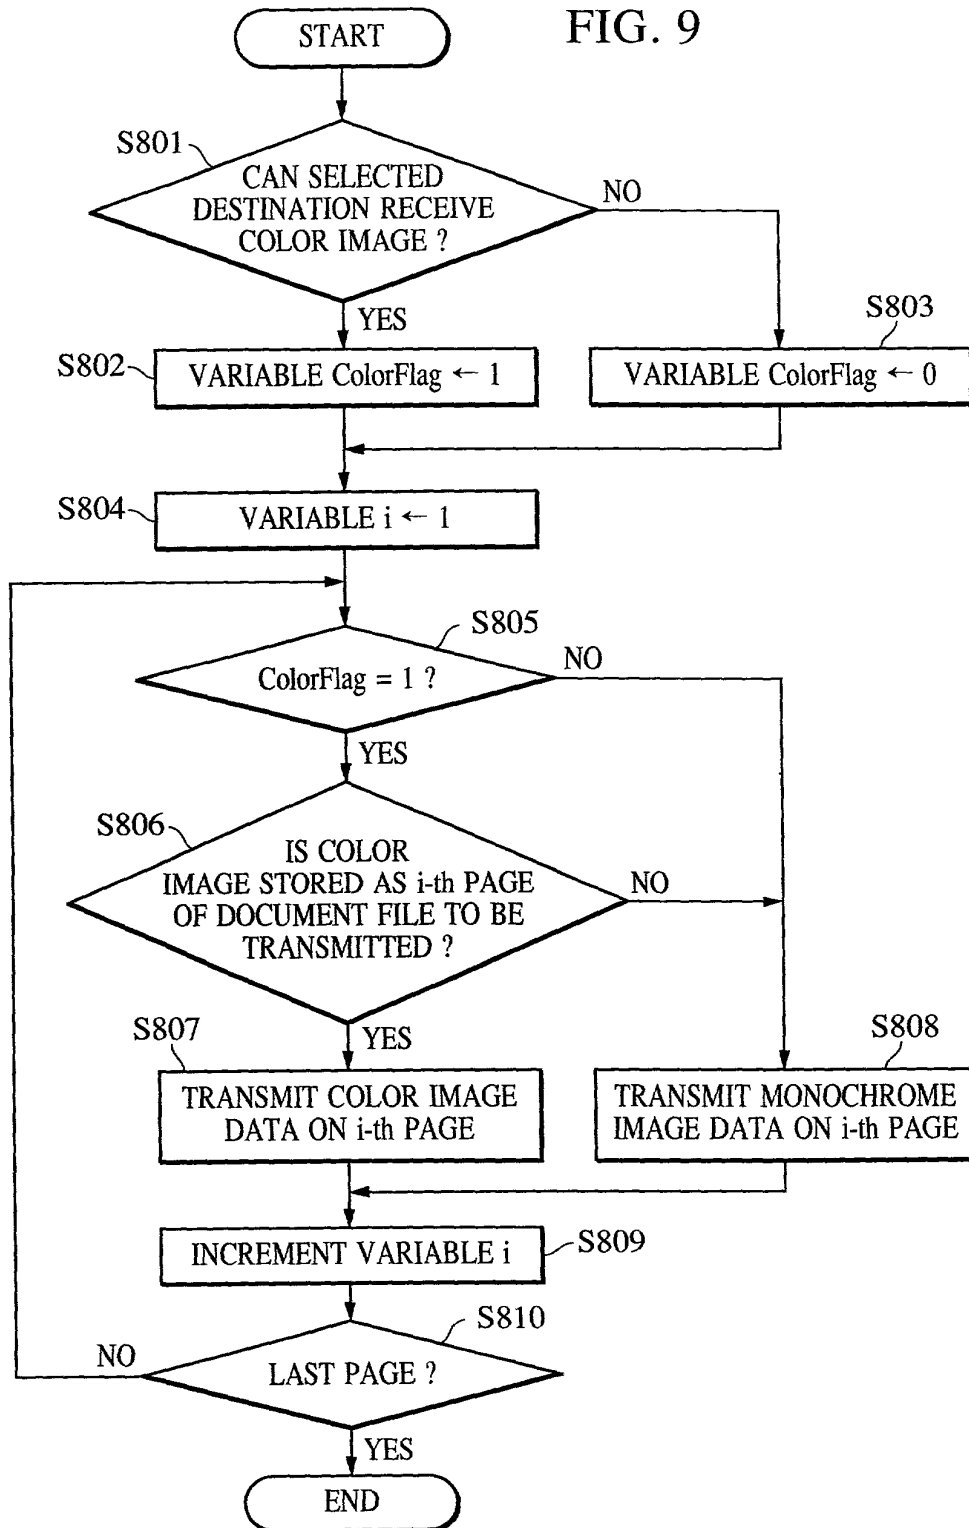 FIG. 9
START
S801
CAN SELECTED
DESTINATION RECEIVE
COLOR IMAGE ?
NO
YES
S802
VARIABLE ColorFlag ← 1
S803
VARIABLE ColorFlag ← 0
S804
VARIABLE i ← 1
S805
ColorFlag = 1 ?
NO
YES
S806
IS COLOR
IMAGE STORED AS i-th PAGE
OF DOCUMENT FILE TO BE
TRANSMITTED ?
NO
YES
S807
TRANSMIT COLOR IMAGE
DATA ON i-th PAGE
S808
TRANSMIT MONOCHROME
IMAGE DATA ON i-th PAGE
INCREMENT VARIABLE i
S809
S810
LAST PAGE ?
NO
YES
END